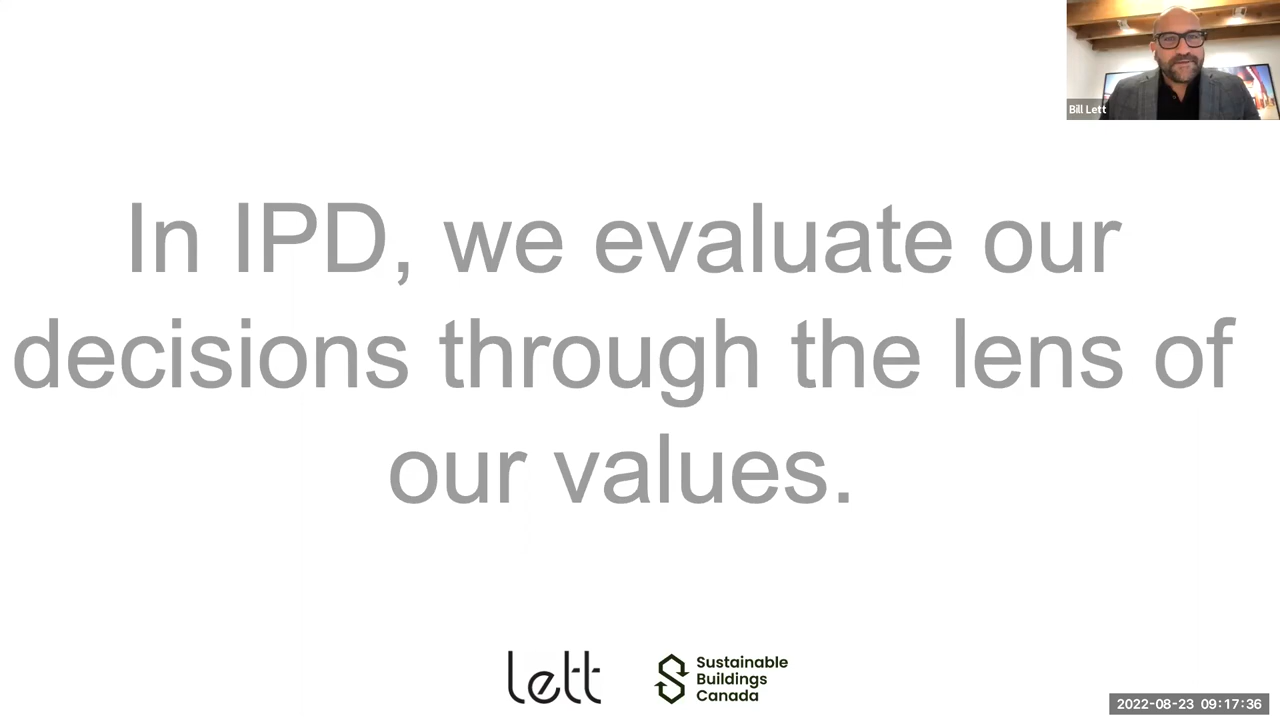 Bill Lett
In IPD, we evaluate our
decisions through the lens of
our values.
lett
Sustainable
Buildings
Canada
2022-08-23 09:17:36